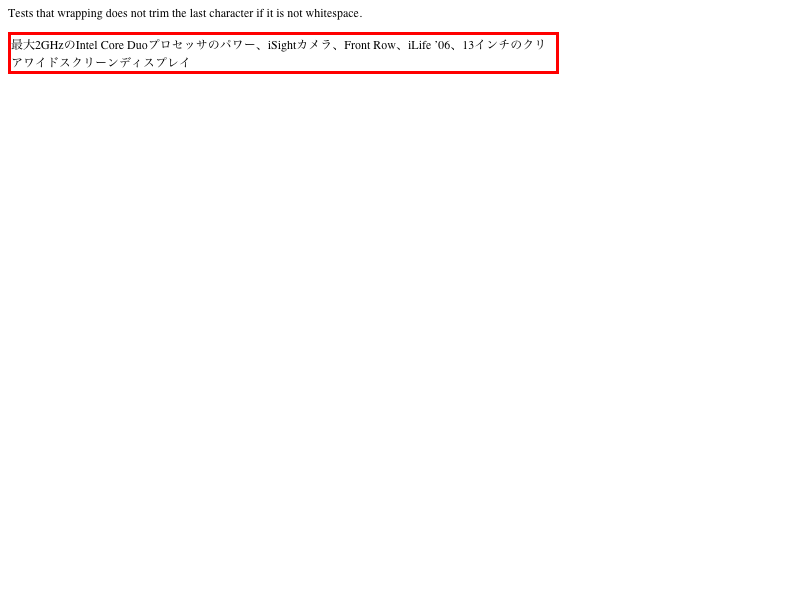 Tests that wrapping does not trim the last character if it is not whitespace.
最大2GHzのIntel Core Duoプロセッサのパワー、iSightカメラ、Front Row、iLife ’06、13インチのクリ
アワイドスクリーンディスプレイ